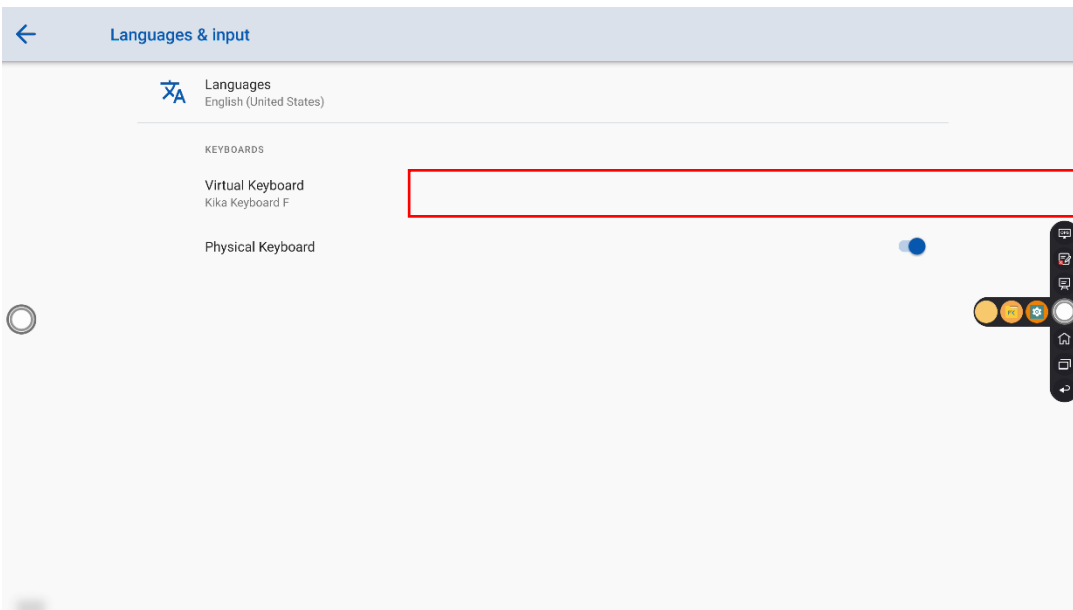 Languages & input
Languages
English (United States)
KEYBOARDS
Virtual Keyboard
Kika Keyboard F
Physical Keyboard